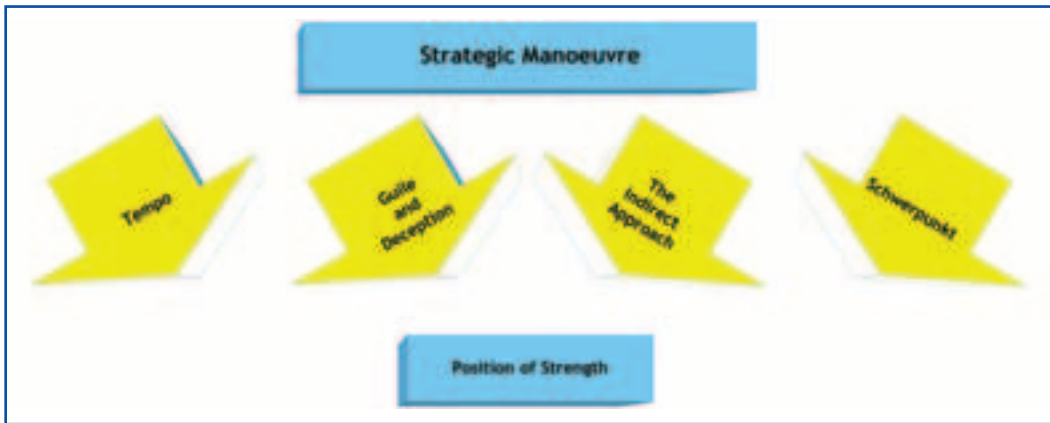 Strategic Manoeuvre
Tempo
Guile
and
Deception
The
Indirect
Approach
Schwerpunkt
Position of Strength